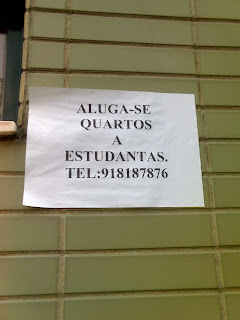 ALUGA-SE
QUARTOS
A
ESTUDANTAS.
TEL:918187876